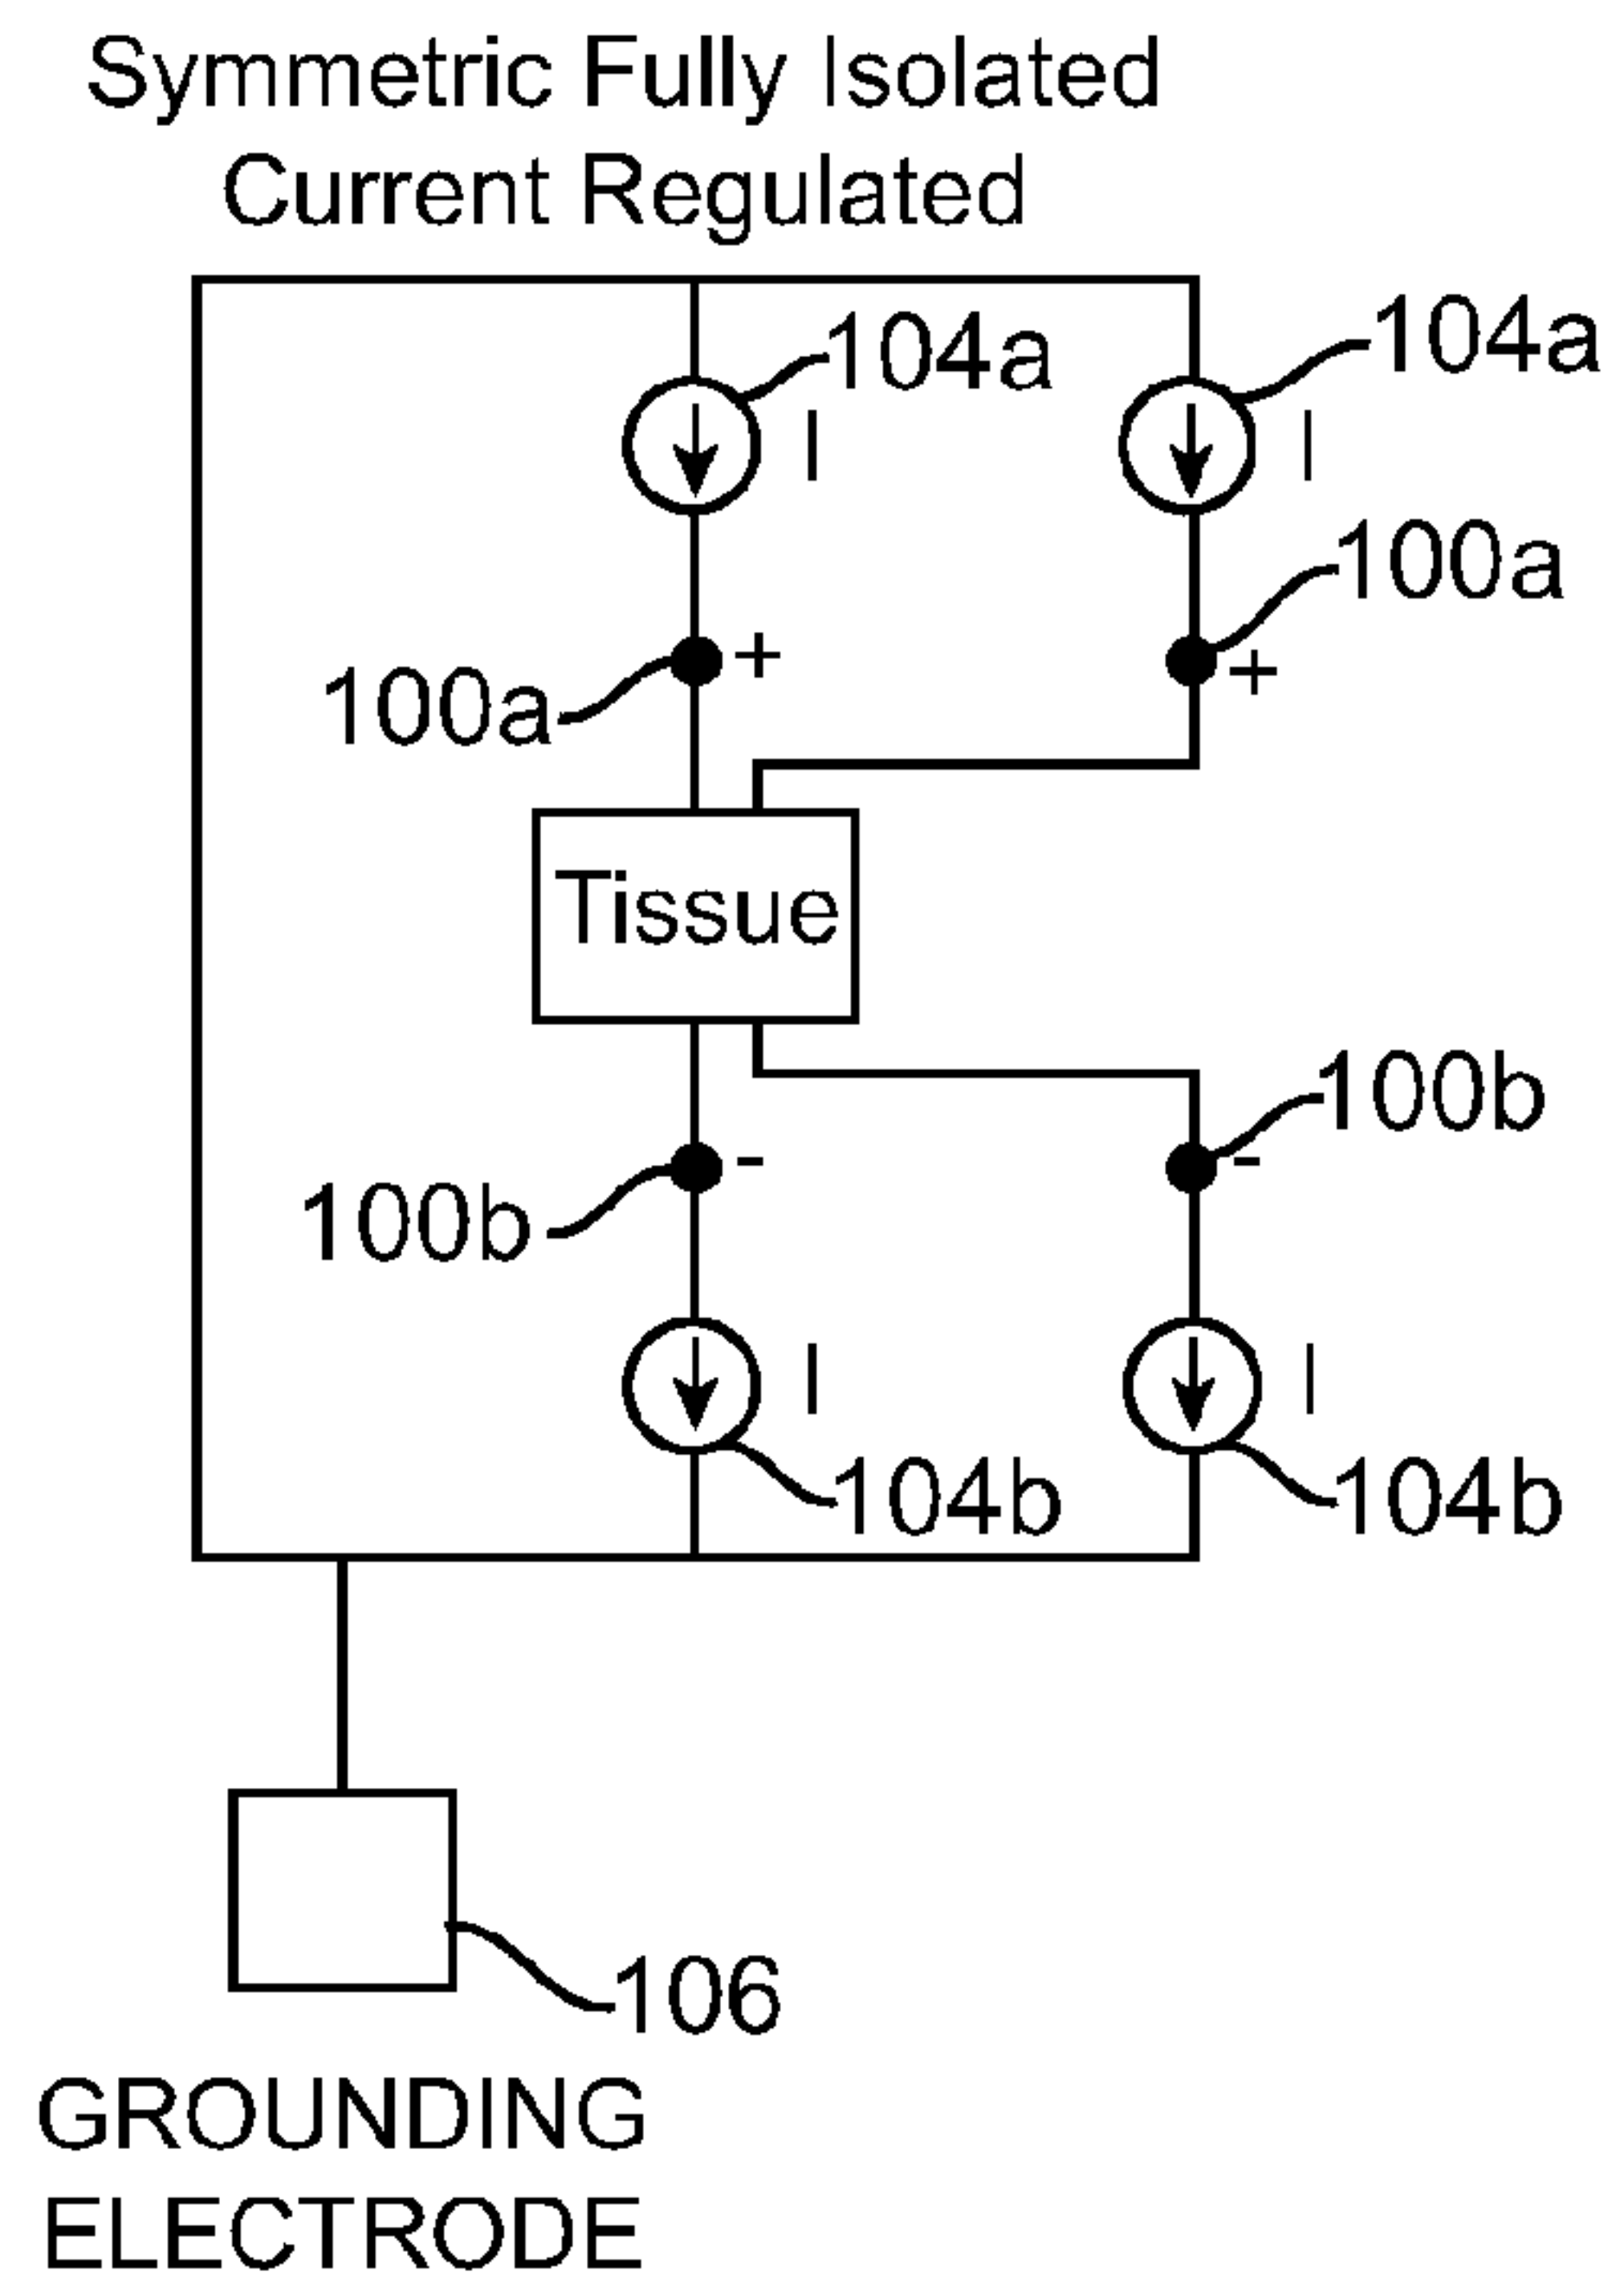 Symmetric Fully Isolated
Current Regulated
104a
104a
I
I
100a
100a
+
+
Tissue
100b
100b
-
-
I
I
104b
104b
106
GROUNDING
ELECTRODE